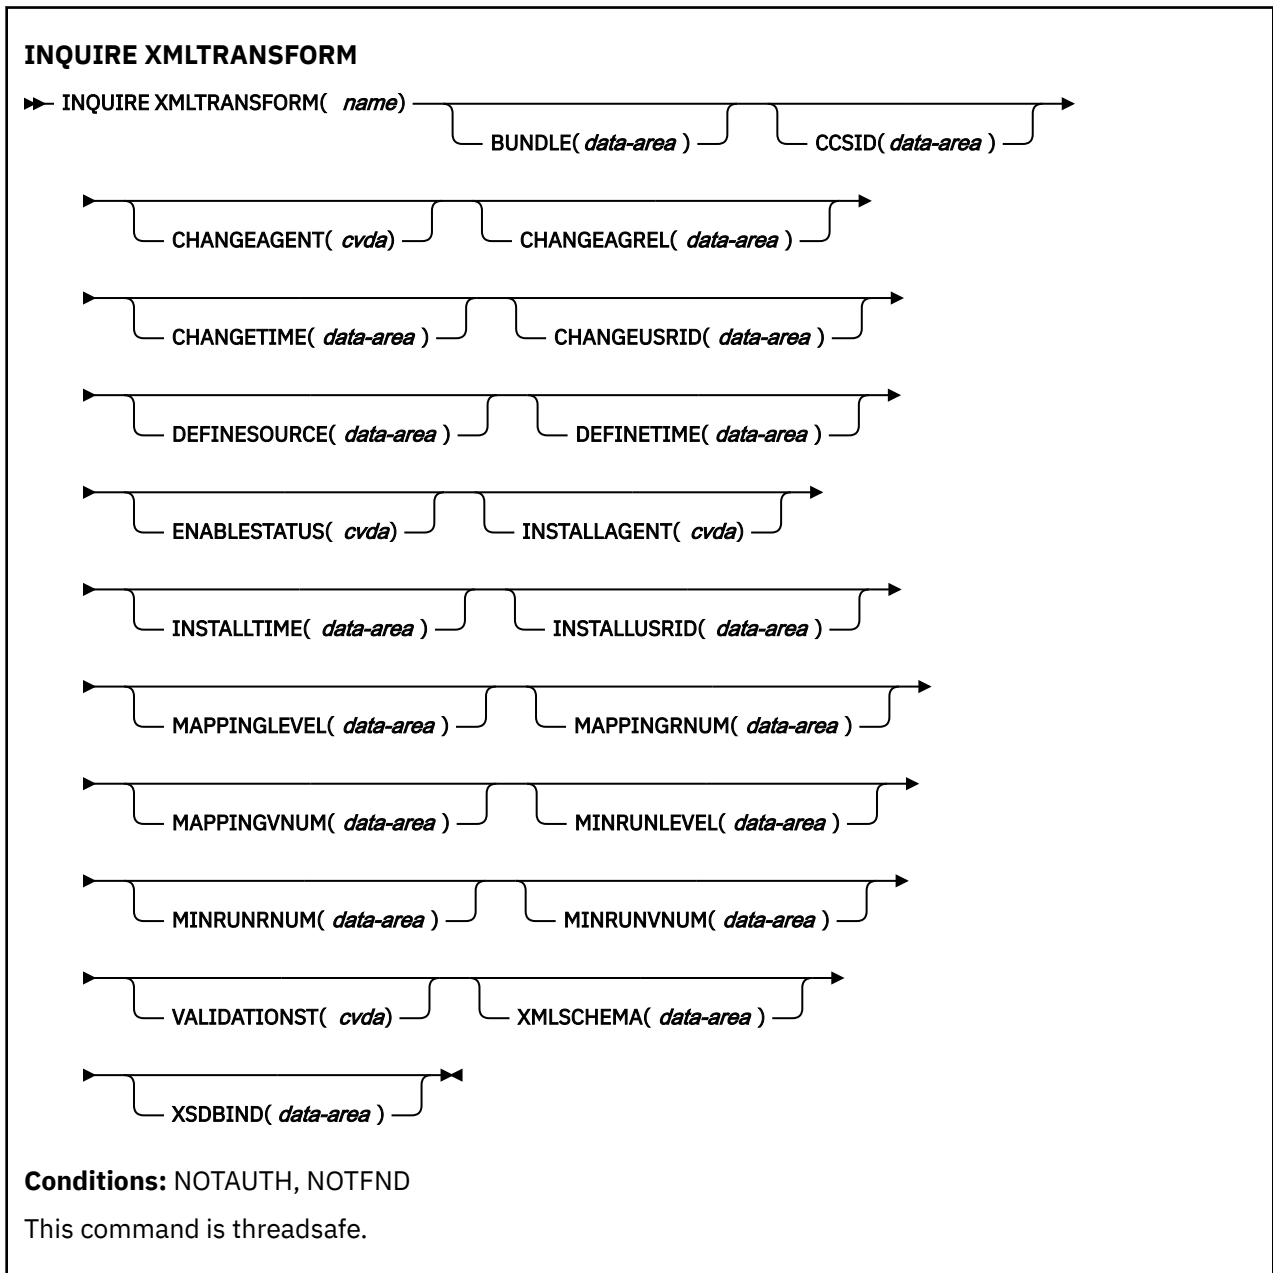 INQUIRE XMLTRANSFORM
INQUIRE XMLTRANSFORM( name)
BUNDLE( data-area ) CCSID( data-area )
CHANGEAGENT( cvda) CHANGEAGREL( data-area )
CHANGETIME( data-area ) CHANGEUSRID( data-area )
DEFINESOURCE( data-area ) DEFINETIME( data-area )
ENABLESTATUS( cvda) INSTALLAGENT( cvda)
INSTALLTIME( data-area ) INSTALLUSRID( data-area )
MAPPINGLEVEL( data-area ) MAPPINGRNUM( data-area )
MAPPINGVNUM( data-area ) MINRUNLEVEL( data-area )
MINRUNRNUM( data-area ) MINRUNVNUM( data-area )
VALIDATIONST( cvda) XMLSCHEMA( data-area )
XSDBIND( data-area )
Conditions: NOTAUTH, NOTFND
This command is threadsafe.